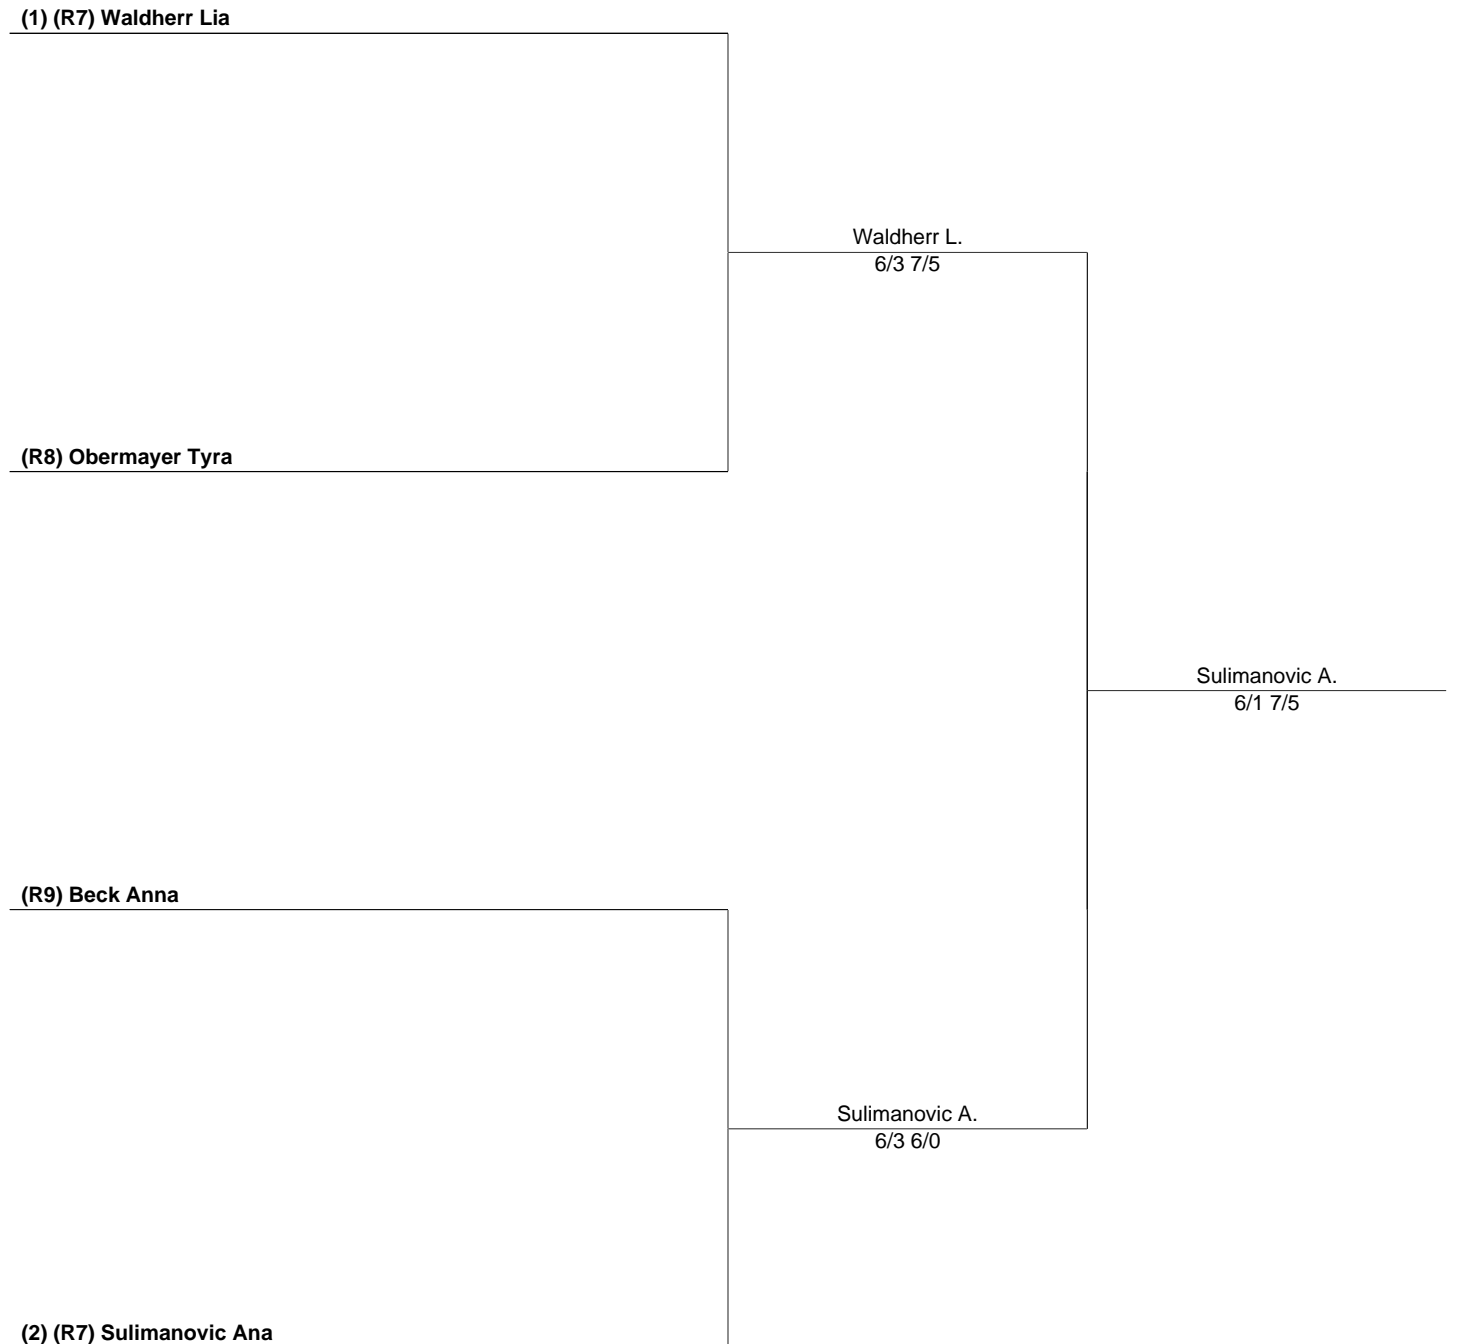 (1) (R7) Waldherr Lia
Waldherr L.
6/3 7/5
(R8) Obermayer Tyra
Sulimanovic A.
6/1 7/5
(R9) Beck Anna
Sulimanovic A.
6/3 6/0
(2) (R7) Sulimanovic Ana